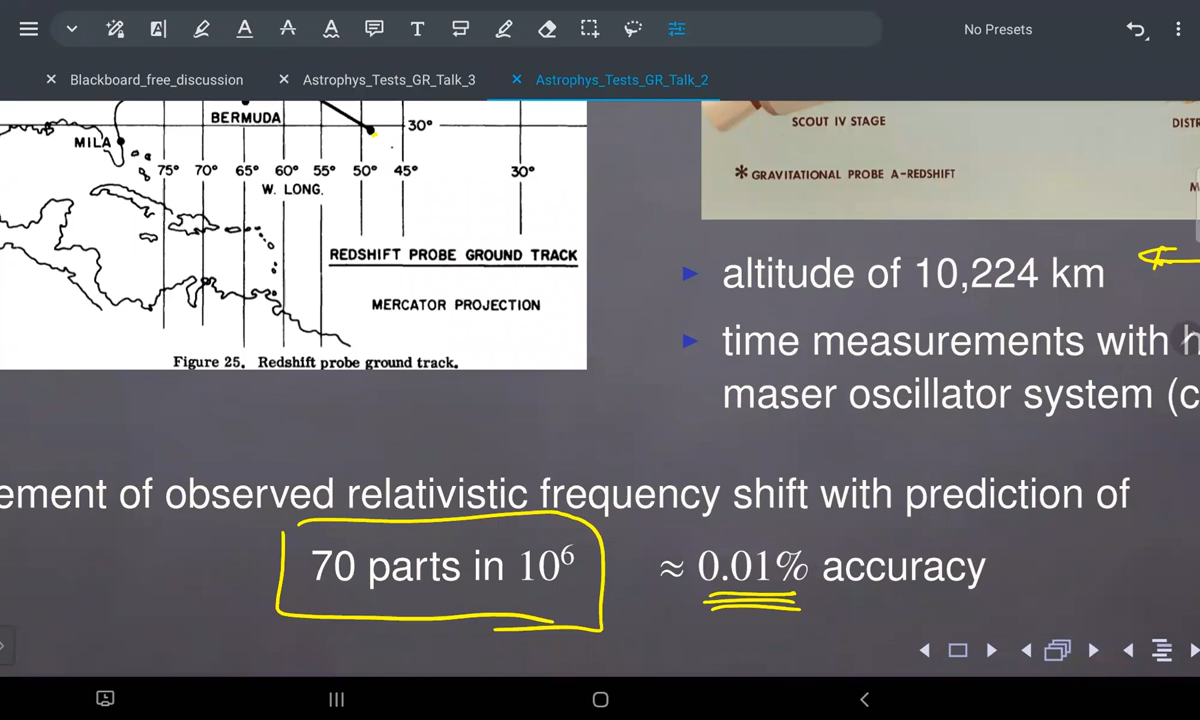 No Presets
Blackboard_free_discussion
Astrophys_Tests_GR_Talk_3
Astrophys_Tests_GR_Talk_2
BERMUDA
30°
MILA
75° 70° 65° 60° 55° 50° 45° 30°
W. LONG.
REDSHIFT PROBE GROUND TRACK
MERCATOR PROJECTION
Figure 25. Redshift probe ground track.
SCOUT IV STAGE
DISTR
* GRAVITATIONAL PROBE A-REDSHIFT
altitude of 10,224 km
time measurements with h
maser oscillator system (c
ement of observed relativistic frequency shift with prediction of
70 parts in 10⁶ ≈ 0.01% accuracy